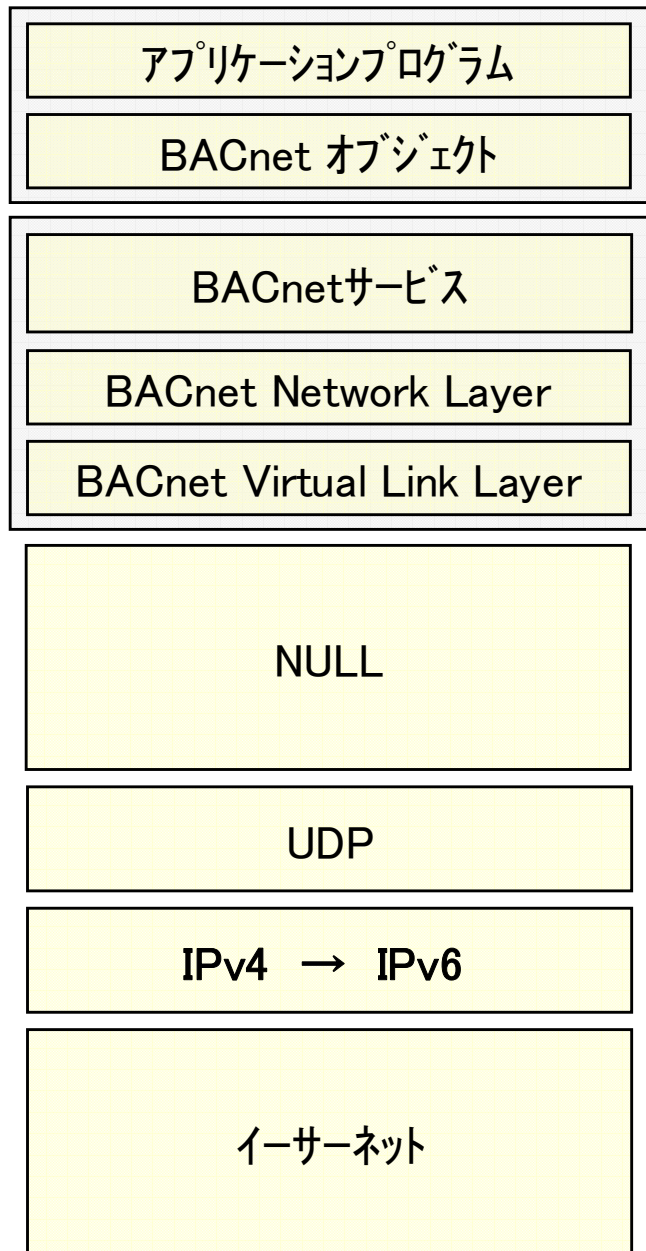 アプリケーションプログラム
BACnet オブジェクト
BACnetサービス
BACnet Network Layer
BACnet Virtual Link Layer
NULL
UDP
IPv4 → IPv6
イーサーネット